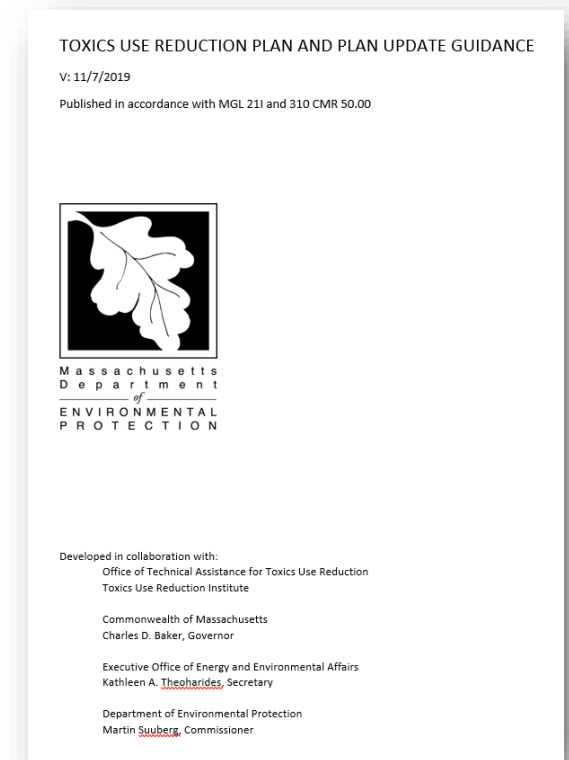 TOXICS USE REDUCTION PLAN AND PLAN UPDATE GUIDANCE
V: 11/7/2019
Published in accordance with MGL 21I and 310 CMR 50.00
Massachusetts
Department
of
ENVIRONMENTAL
PROTECTION
Developed in collaboration with:
Office of Technical Assistance for Toxics Use Reduction
Toxics Use Reduction Institute
Commonwealth of Massachusetts
Charles D. Baker, Governor
Executive Office of Energy and Environmental Affairs
Kathleen A. Theoharides, Secretary
Department of Environmental Protection
Martin Suuberg, Commissioner